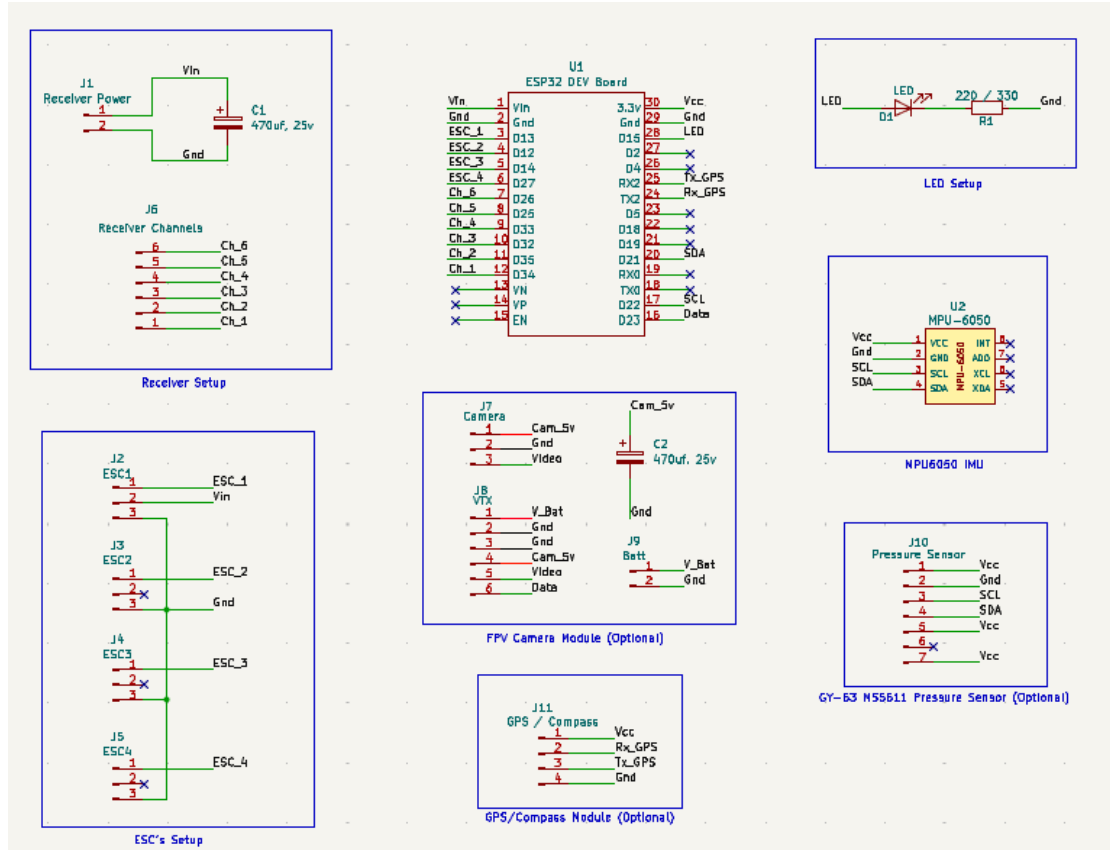 J1
Receiver Power
1
2
Vin
+
C1
470uf, 25v
Gnd
J6
Receiver Channels
6 Ch_6
5 Ch_5
4 Ch_4
3 Ch_3
2 Ch_2
1 Ch_1
Receiver Setup
U1
ESP32 DEV Board
Vin 1 Vin 3.3v 30 Vcc
Gnd 2 Gnd Gnd 29 Gnd
ESC_1 3 D13 D15 28 LED
ESC_2 4 D12 D2 27
ESC_3 5 D14 D4 26
ESC_4 6 D27 RX2 25 Tx_GPS
Ch_6 7 D26 TX2 24 Rx_GPS
Ch_5 8 D25 D5 23
Ch_4 9 D33 D18 22
Ch_3 10 D32 D19 21
Ch_2 11 D35 D21 20 SDA
Ch_1 12 D34 RX0 19
13 VN TX0 18
14 VP D22 17 SCL
15 EN D23 16 Data
LED
LED
D1
220 / 330
R1
Gnd
LED Setup
U2
MPU-6050
Vcc 1 VCC INT 8
Gnd 2 GND ADO 7
SCL 3 SCL XCL 6
SDA 4 SDA XDA 5
MPU-6050
MPU6050 IMU
J2
ESC1
1 ESC_1
2 Vin
3
J3
ESC2
1 ESC_2
2
3 Gnd
J4
ESC3
1 ESC_3
2
3
J5
ESC4
1 ESC_4
2
3
ESC's Setup
J7
Camera
1 Cam_5v
2 Gnd
3 Video
J8
VTX
1 V_Bat
2 Gnd
3 Gnd
4 Cam_5v
5 Video
6 Data
Cam_5v
+
C2
470uf, 25v
Gnd
J9
Batt
1 V_Bat
2 Gnd
FPV Camera Module (Optional)
J10
Pressure Sensor
1 Vcc
2 Gnd
3 SCL
4 SDA
5 Vcc
6
7 Vcc
GY-63 MS5611 Pressure Sensor (Optional)
J11
GPS / Compass
1 Vcc
2 Rx_GPS
3 Tx_GPS
4 Gnd
GPS/Compass Module (Optional)